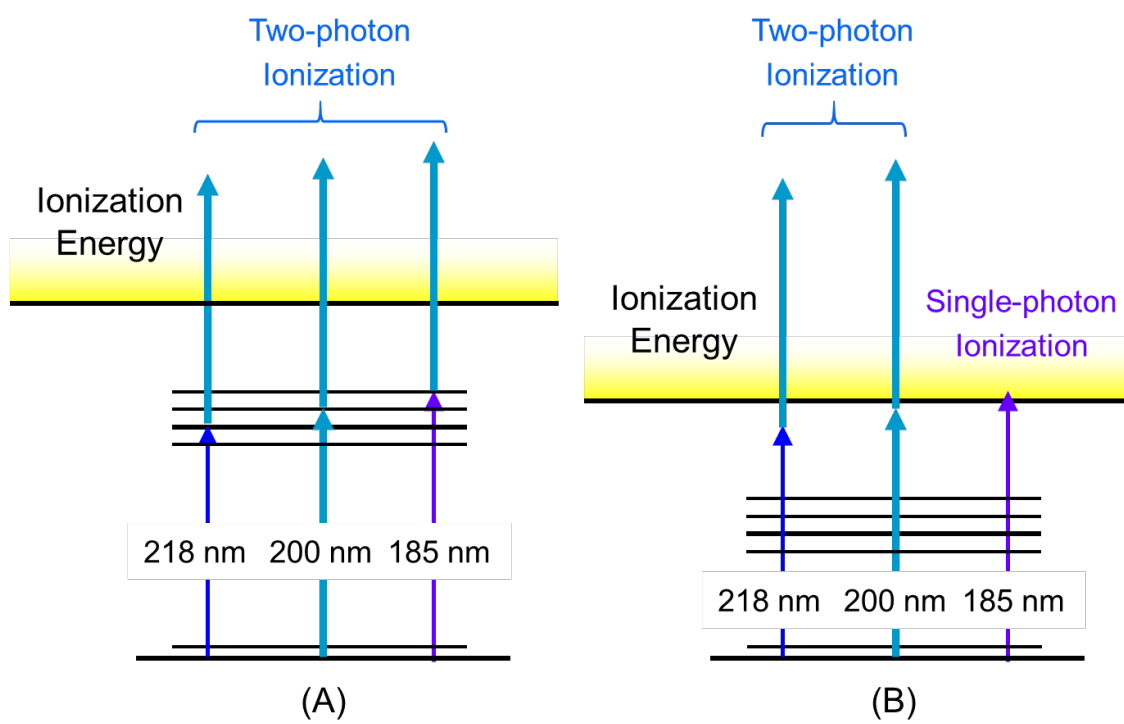 Two-photon
Ionization
Ionization
Energy
218 nm 200 nm 185 nm
(A)
Two-photon
Ionization
Ionization
Energy
Single-photon
Ionization
218 nm 200 nm 185 nm
(B)